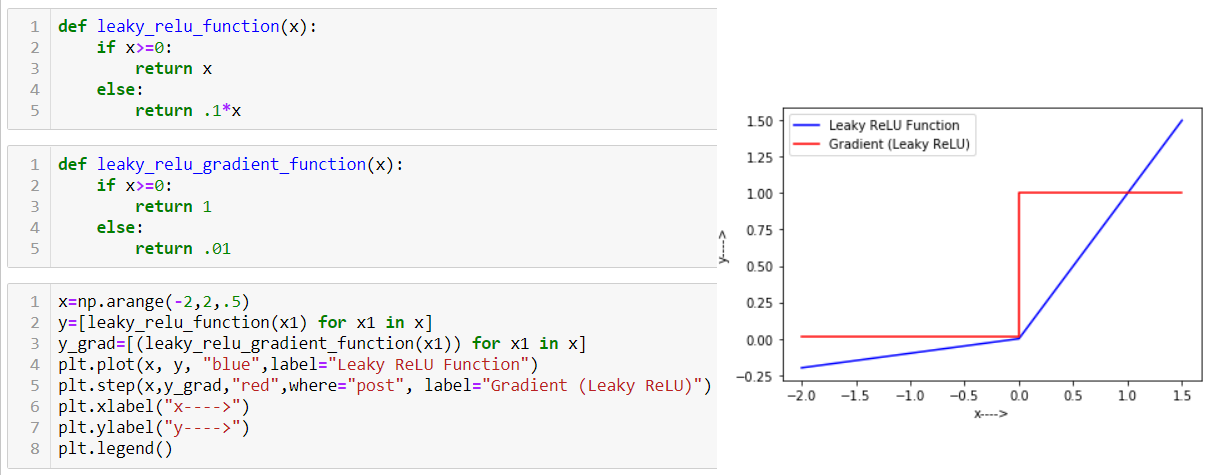 1 def leaky_relu_function(x):
2     if x>=0:
3         return x
4     else:
5         return .1*x
1 def leaky_relu_gradient_function(x):
2     if x>=0:
3         return 1
4     else:
5         return .01
1 x=np.arange(-2,2,.5)
2 y=[leaky_relu_function(x1) for x1 in x]
3 y_grad=[(leaky_relu_gradient_function(x1)) for x1 in x]
4 plt.plot(x, y, "blue",label="Leaky ReLU Function")
5 plt.step(x,y_grad,"red",where="post", label="Gradient (Leaky ReLU)")
6 plt.xlabel("x---->")
7 plt.ylabel("y---->")
8 plt.legend()
Leaky ReLU Function
Gradient (Leaky ReLU)
1.50
1.25
1.00
0.75
0.50
0.25
0.00
−0.25
y---->
−2.0 −1.5 −1.0 −0.5 0.0 0.5 1.0 1.5
x---->